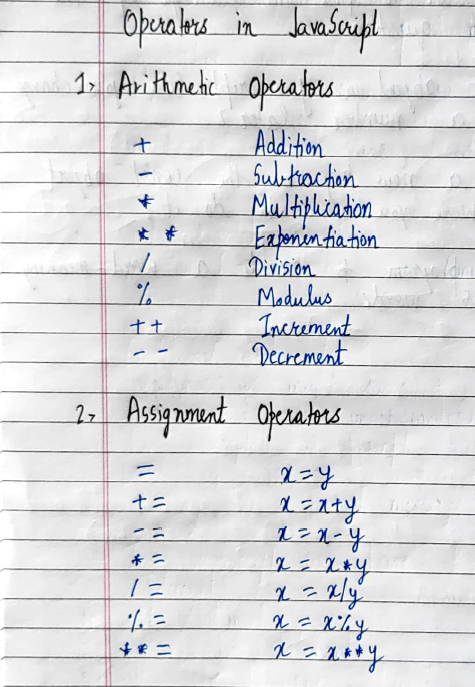 Operators in JavaScript
1> Arithmetic Operators
+ Addition
- Subtraction
* Multiplication
** Exponentiation
/ Division
% Modulus
++ Increment
-- Decrement
2> Assignment Operators
= x=y
+= x=x+y
-= x=x-y
*= x = x*y
/= x = x/y
%= x = x%y
**= x = x**y